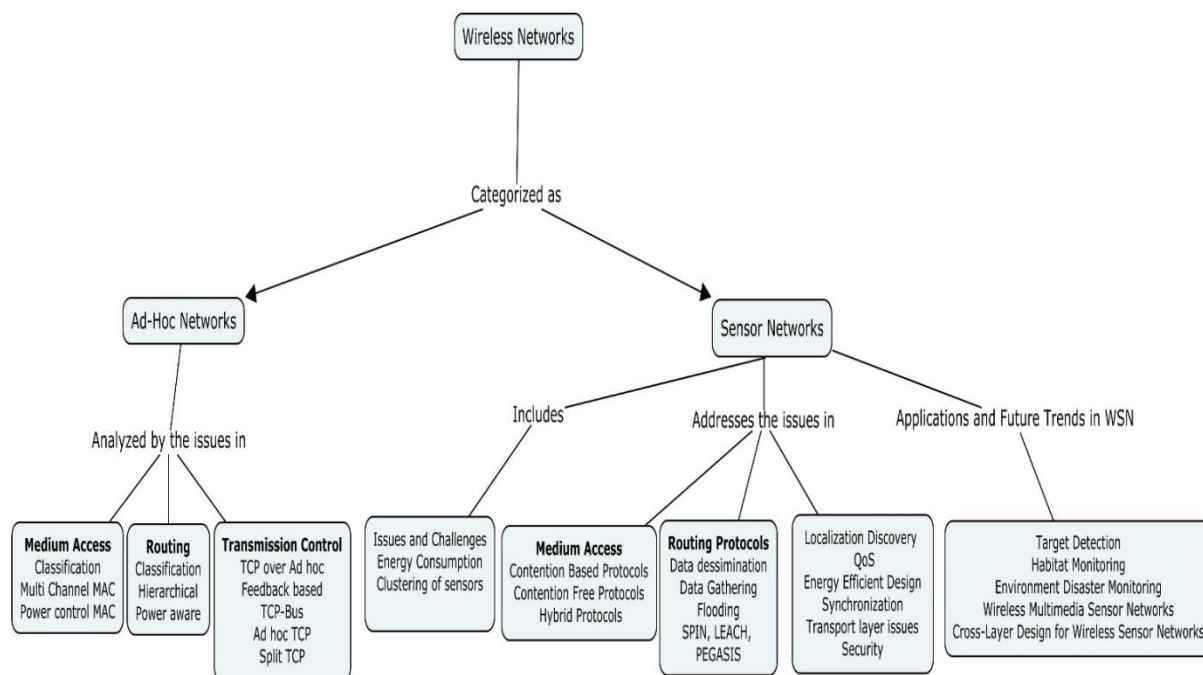 Wireless Networks
Categorized as
Ad-Hoc Networks
Sensor Networks
Analyzed by the issues in
Includes
Addresses the issues in
Applications and Future Trends in WSN
Medium Access
Classification
Multi Channel MAC
Power control MAC
Routing
Classification
Hierarchical
Power aware
Transmission Control
TCP over Ad hoc
Feedback based
TCP-Bus
Ad hoc TCP
Split TCP
Issues and Challenges
Energy Consumption
Clustering of sensors
Medium Access
Contention Based Protocols
Contention Free Protocols
Hybrid Protocols
Routing Protocols
Data dessimination
Data Gathering
Flooding
SPIN, LEACH,
PEGASIS
Localization Discovery
QoS
Energy Efficient Design
Synchronization
Transport layer issues
Security
Target Detection
Habitat Monitoring
Environment Disaster Monitoring
Wireless Multimedia Sensor Networks
Cross-Layer Design for Wireless Sensor Networks